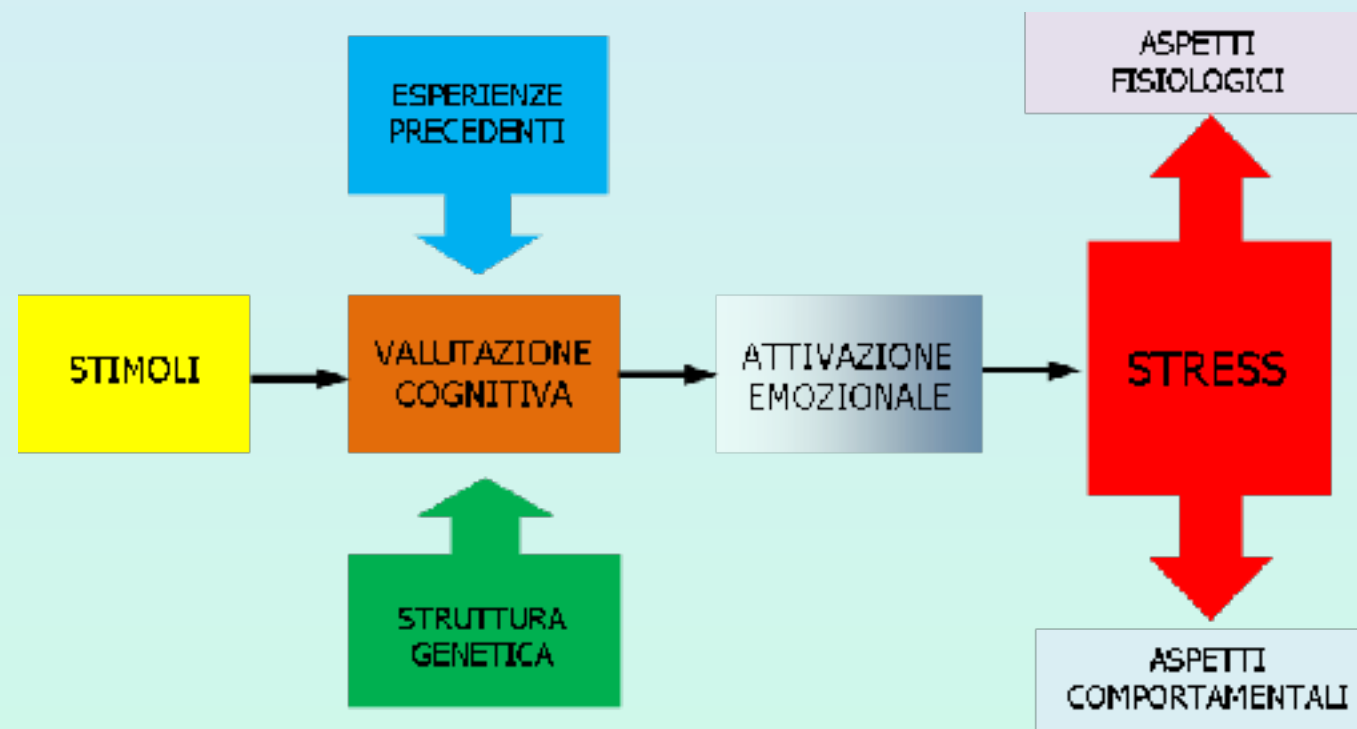 ASPETTI
FISIOLOGICI
ESPERIENZE
PRECEDENTI
STIMOLI
VALUTAZIONE
COGNITIVA
ATTIVAZIONE
EMOZIONALE
STRESS
STRUTTURA
GENETICA
ASPETTI
COMPORTAMENTALI